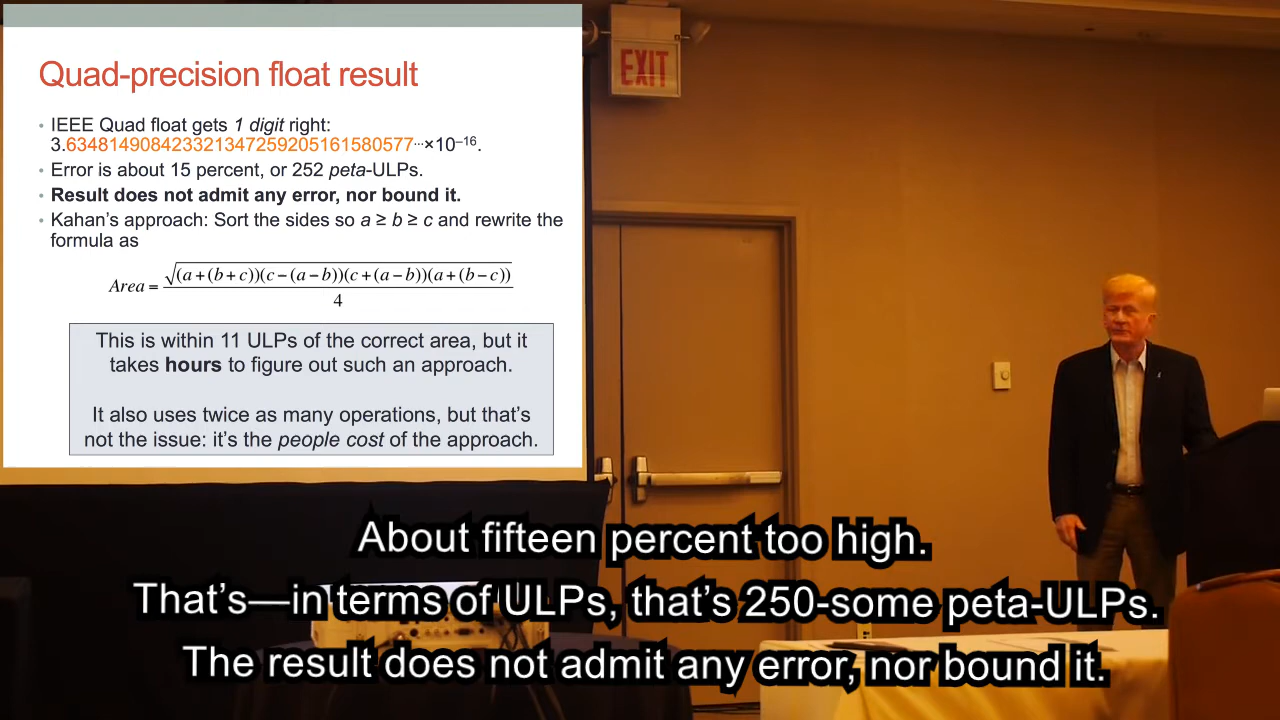 Quad-precision float result
EXIT
• IEEE Quad float gets 1 digit right:
3.63481490842332134725920516158057​7···×10⁻¹⁶.
• Error is about 15 percent, or 252 peta-ULPs.
• Result does not admit any error, nor bound it.
• Kahan’s approach: Sort the sides so a ≥ b ≥ c and rewrite the
formula as
Area = √(a+(b+c))(c−(a−b))(c+(a−b))(a+(b−c))
4
This is within 11 ULPs of the correct area, but it
takes hours to figure out such an approach.
It also uses twice as many operations, but that’s
not the issue: it’s the people cost of the approach.
About fifteen percent too high.
That’s—in terms of ULPs, that’s 250-some peta-ULPs.
The result does not admit any error, nor bound it.